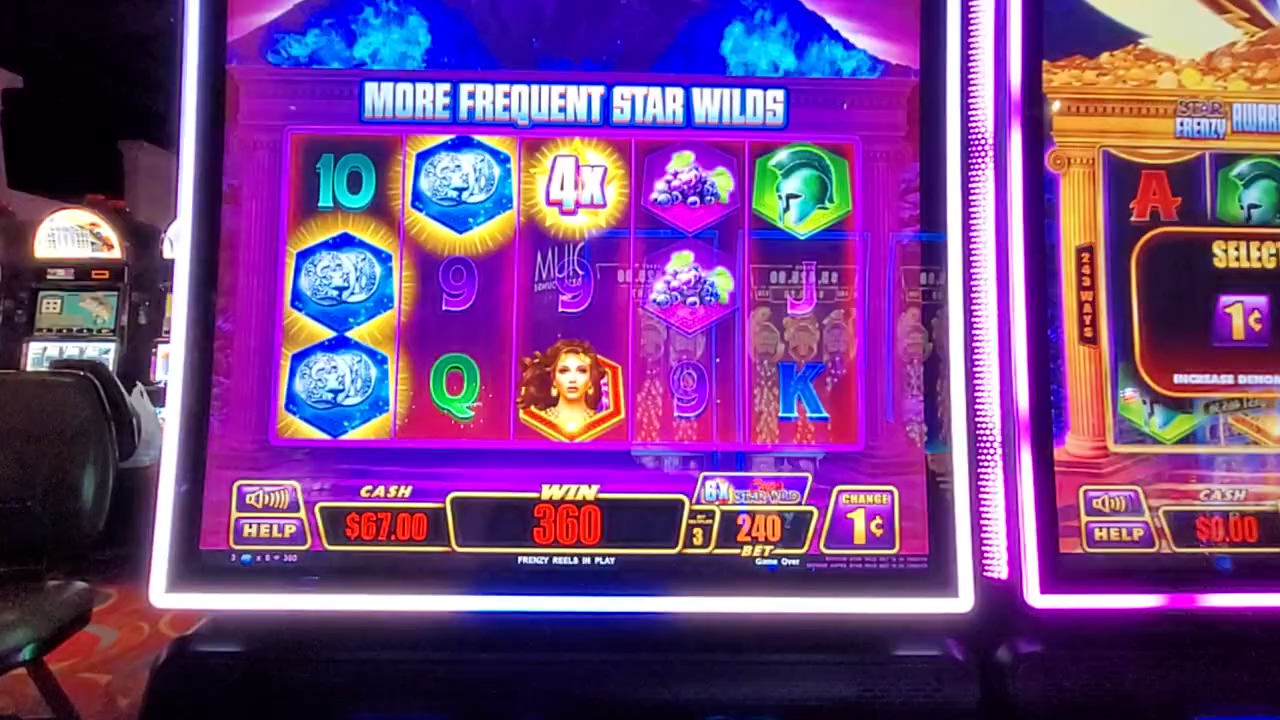 MORE FREQUENT STAR WILDS
10
4x
9
9
J
Q
9
K
HELP
CASH
$67.00
WIN
360
6X
STAR WILD
3
240
BET
CHANGE
1¢
FRENZY REELS IN PLAY
Game Over
STAR
FRENZY
A
243 WAYS
SELEC
1¢
INCREASE DENO
HELP
CASH
$0.00